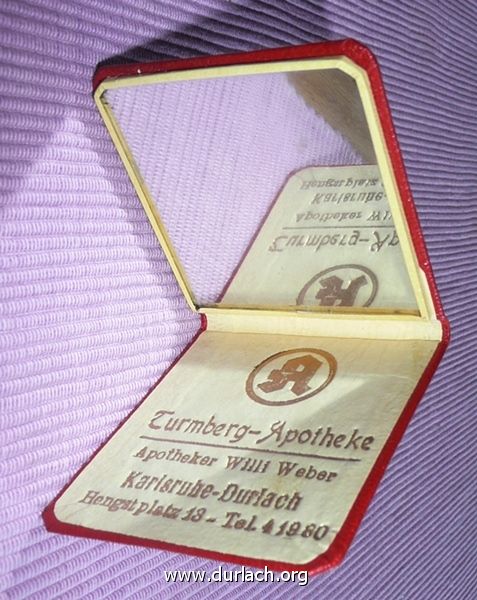 A
Turmberg-Apotheke
Apotheker Willi Weber
Karlsruhe-Durlach
Hengstplatz 13 - Tel. 41980
www.durlach.org